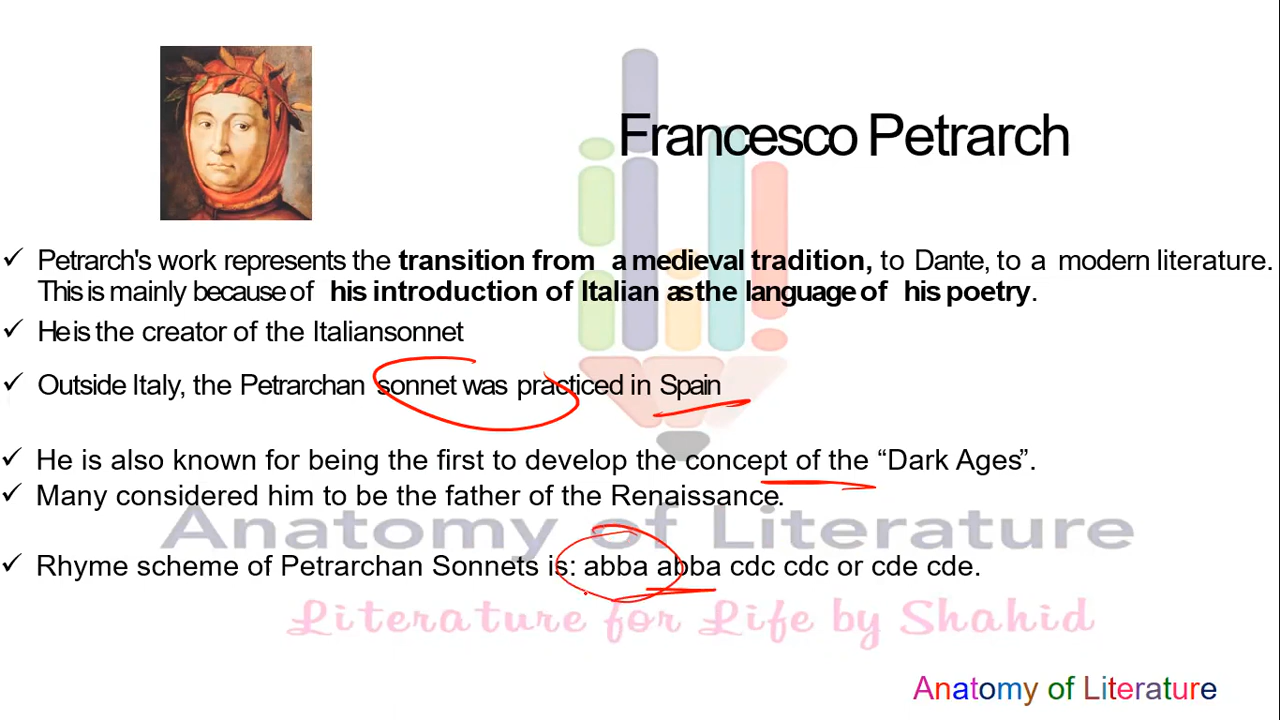 Francesco Petrarch
✓ Petrarch's work represents the transition from a medieval tradition, to Dante, to a modern literature.
This is mainly because of his introduction of Italian as the language of his poetry.
✓ He is the creator of the Italiansonnet
✓ Outside Italy, the Petrarchan sonnet was practiced in Spain
✓ He is also known for being the first to develop the concept of the “Dark Ages”.
✓ Many considered him to be the father of the Renaissance.
Anatomy of Literature
✓ Rhyme scheme of Petrarchan Sonnets is: abba abba cdc cdc or cde cde.
Literature for Life by Shahid
Anatomy of Literature